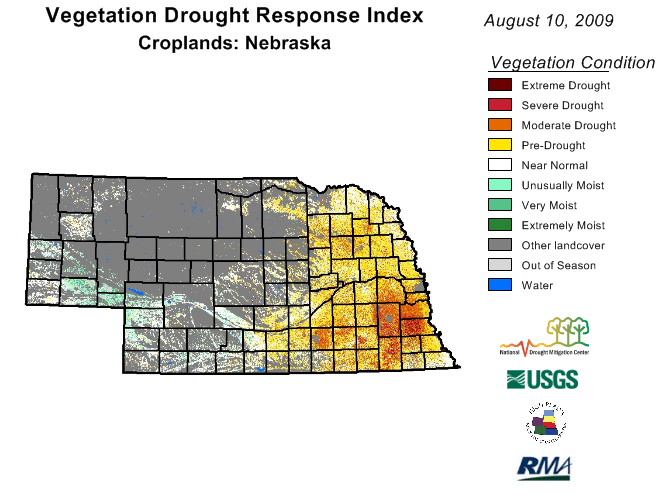 Vegetation Drought Response Index
Croplands: Nebraska
August 10, 2009
Vegetation Condition
Extreme Drought
Severe Drought
Moderate Drought
Pre-Drought
Near Normal
Unusually Moist
Very Moist
Extremely Moist
Other landcover
Out of Season
Water
National Drought Mitigation Center
USGS
RMA